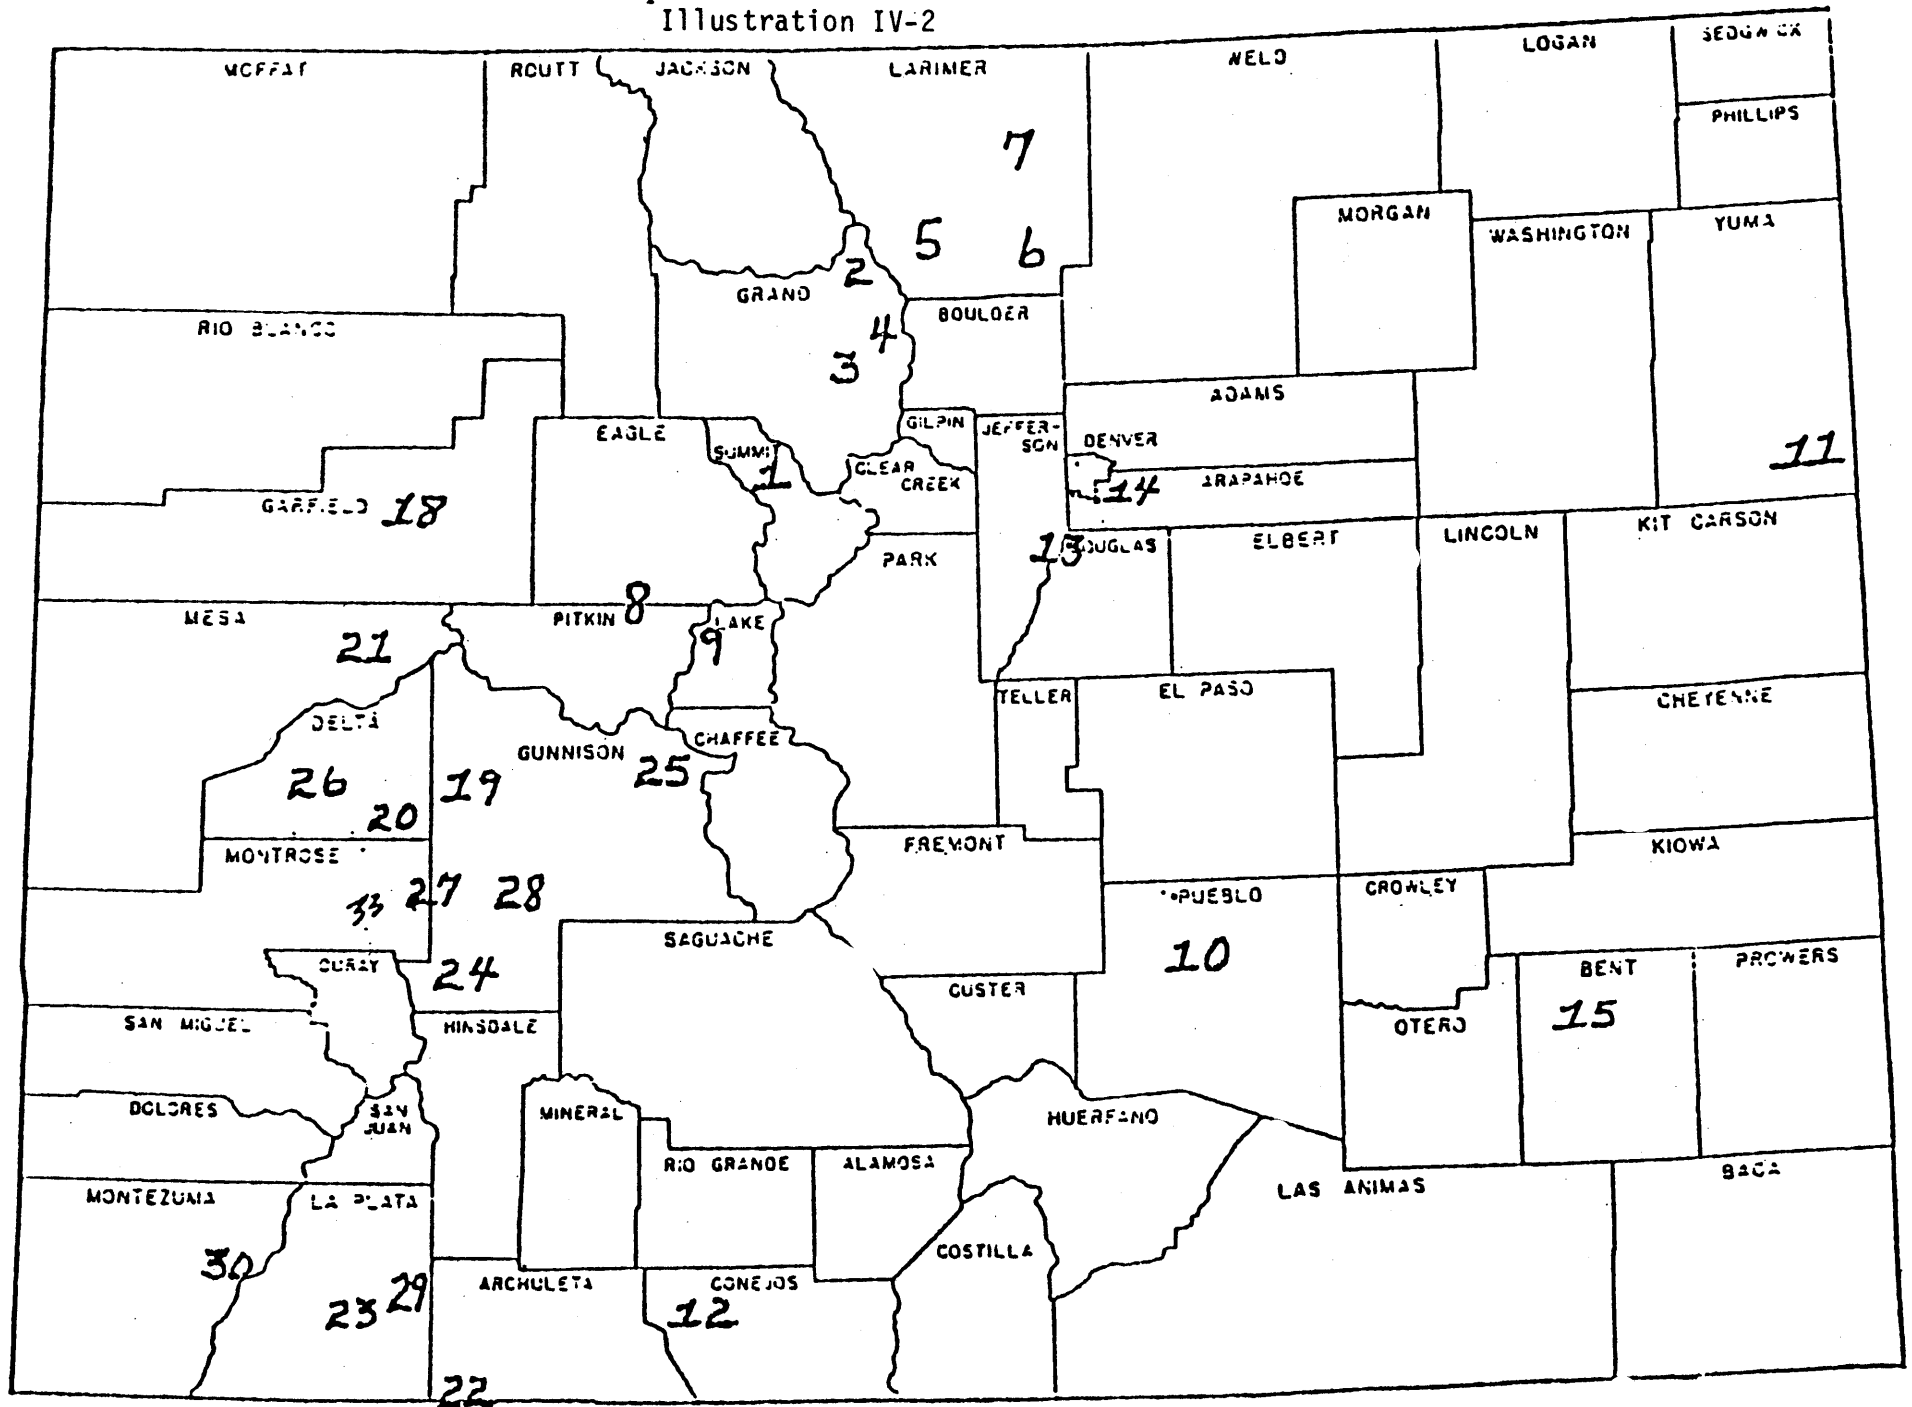 Illustration IV-2
MOFFAT
ROUTT
JACKSON
LARIMER
WELD
LOGAN
SEDGWICK
PHILLIPS
7
MORGAN
WASHINGTON
YUMA
5
6
2
GRAND
BOULDER
RIO BLANCO
4
3
ADAMS
EAGLE
GILPIN
JEFFER-
SON
DENVER
SUMMIT
1
CLEAR
CREEK
ARAPAHOE
14
11
GARFIELD
18
KIT CARSON
LINCOLN
ELBERT
13
DOUGLAS
PARK
MESA
PITKIN
8
LAKE
9
21
TELLER
EL PASO
CHEYENNE
DELTA
GUNNISON
CHAFFEE
25
26
19
20
MONTROSE
FREMONT
KIOWA
33
27
28
PUEBLO
CROWLEY
SAGUACHE
10
OURAY
24
CUSTER
BENT
PROWERS
15
SAN MIGUEL
HINSDALE
OTERO
DOLORES
SAN
JUAN
MINERAL
HUERFANO
RIO GRANDE
ALAMOSA
BACA
MONTEZUMA
LA PLATA
LAS ANIMAS
COSTILLA
30
23
29
ARCHULETA
CONEJOS
12
22